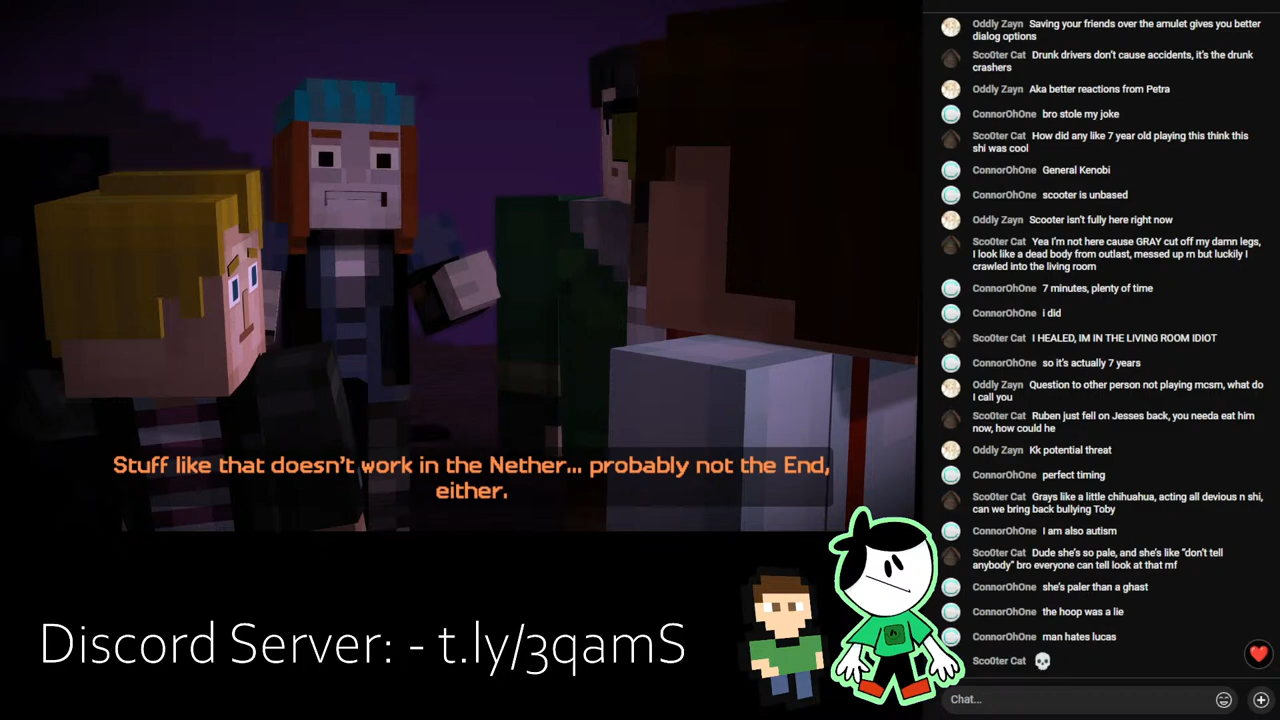 Stuff like that doesn't work in the Nether... probably not the End,
either.
Discord Server: - t.ly/3qamS
Oddly Zayn Saving your friends over the amulet gives you better
dialog options
Sco0ter Cat Drunk drivers don't cause accidents, it's the drunk
crashers
Oddly Zayn Aka better reactions from Petra
ConnorOhOne bro stole my joke
Sco0ter Cat How did any like 7 year old playing this think this
shi was cool
ConnorOhOne General Kenobi
ConnorOhOne scooter is unbased
Oddly Zayn Scooter isn't fully here right now
Sco0ter Cat Yea I'm not here cause GRAY cut off my damn legs,
I look like a dead body from outlast, messed up rn but luckily I
crawled into the living room
ConnorOhOne 7 minutes, plenty of time
ConnorOhOne i did
Sco0ter Cat I HEALED, IM IN THE LIVING ROOM IDIOT
ConnorOhOne so it's actually 7 years
Oddly Zayn Question to other person not playing mcsm, what do
I call you
Sco0ter Cat Ruben just fell on Jesses back, you needa eat him
now, how could he
Oddly Zayn Kk potential threat
ConnorOhOne perfect timing
Sco0ter Cat Grays like a little chihuahua, acting all devious n shi,
can we bring back bullying Toby
ConnorOhOne I am also autism
Sco0ter Cat Dude she's so pale, and she's like "don't tell
anybody" bro everyone can tell look at that mf
ConnorOhOne she's paler than a ghast
ConnorOhOne the hoop was a lie
ConnorOhOne man hates lucas
Sco0ter Cat 💀
Chat...